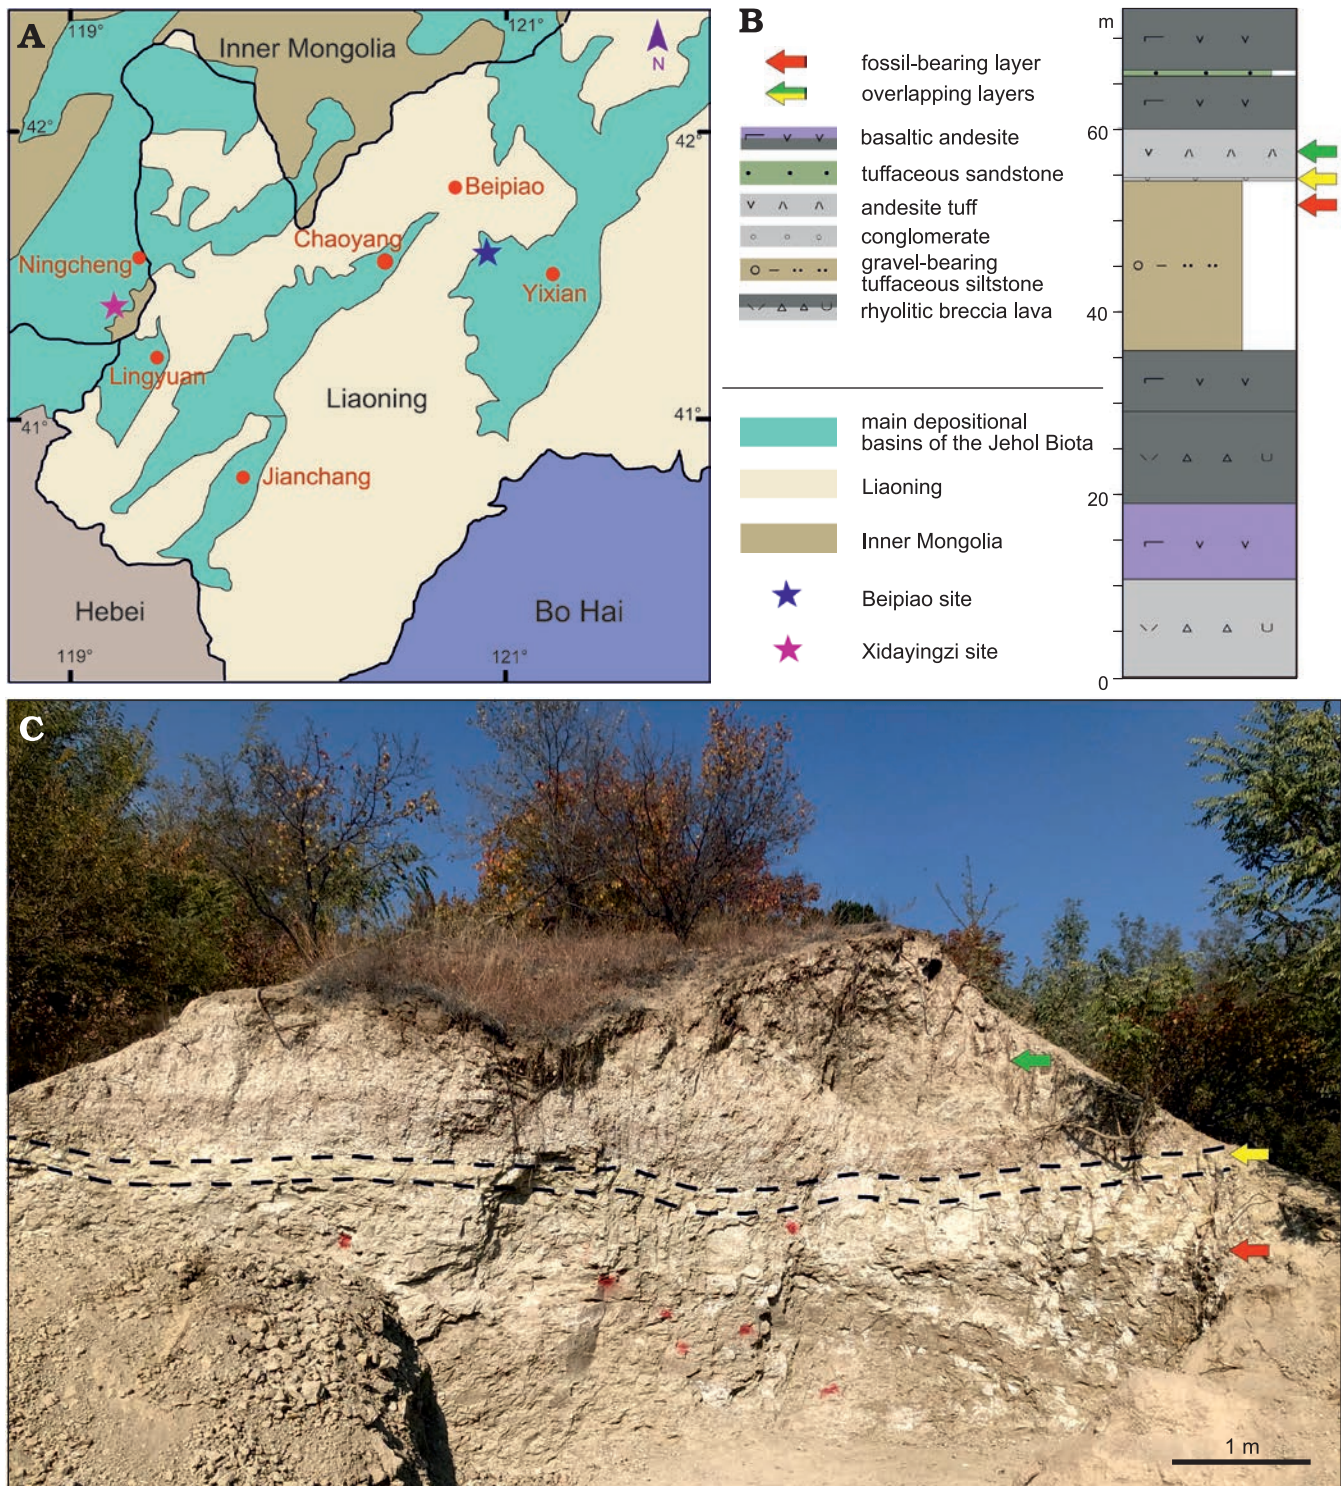 A
119°
121°
Inner Mongolia
N
42°
42°
Beipiao
Chaoyang
Ningcheng
Yixian
Lingyuan
Liaoning
41°
41°
Jianchang
Hebei
Bo Hai
119°
121°
B
fossil-bearing layer
overlapping layers
basaltic andesite
tuffaceous sandstone
andesite tuff
conglomerate
gravel-bearing
tuffaceous siltstone
rhyolitic breccia lava
main depositional
basins of the Jehol Biota
Liaoning
Inner Mongolia
Beipiao site
Xidayingzi site
m
60
40
20
0
C
1 m